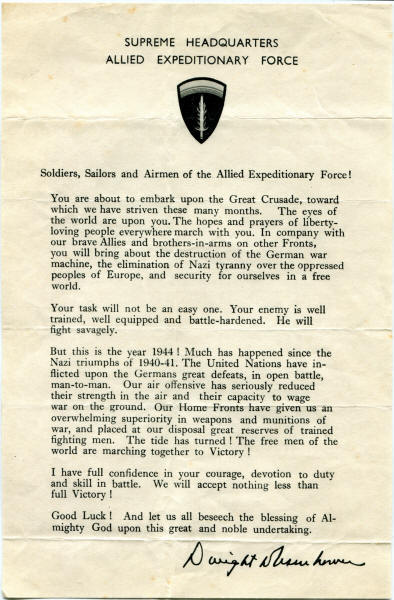 SUPREME HEADQUARTERS
ALLIED EXPEDITIONARY FORCE
Soldiers, Sailors and Airmen of the Allied Expeditionary Force!
You are about to embark upon the Great Crusade, toward
which we have striven these many months. The eyes of
the world are upon you. The hopes and prayers of liberty-
loving people everywhere march with you. In company with
our brave Allies and brothers-in-arms on other Fronts,
you will bring about the destruction of the German war
machine, the elimination of Nazi tyranny over the oppressed
peoples of Europe, and security for ourselves in a free
world.
Your task will not be an easy one. Your enemy is well
trained, well equipped and battle-hardened. He will
fight savagely.
But this is the year 1944! Much has happened since the
Nazi triumphs of 1940-41. The United Nations have in-
flicted upon the Germans great defeats, in open battle,
man-to-man. Our air offensive has seriously reduced
their strength in the air and their capacity to wage
war on the ground. Our Home Fronts have given us an
overwhelming superiority in weapons and munitions of
war, and placed at our disposal great reserves of trained
fighting men. The tide has turned! The free men of the
world are marching together to Victory!
I have full confidence in your courage, devotion to duty
and skill in battle. We will accept nothing less than
full Victory!
Good Luck! And let us all beseech the blessing of Al-
mighty God upon this great and noble undertaking.
Dwight D Eisenhower